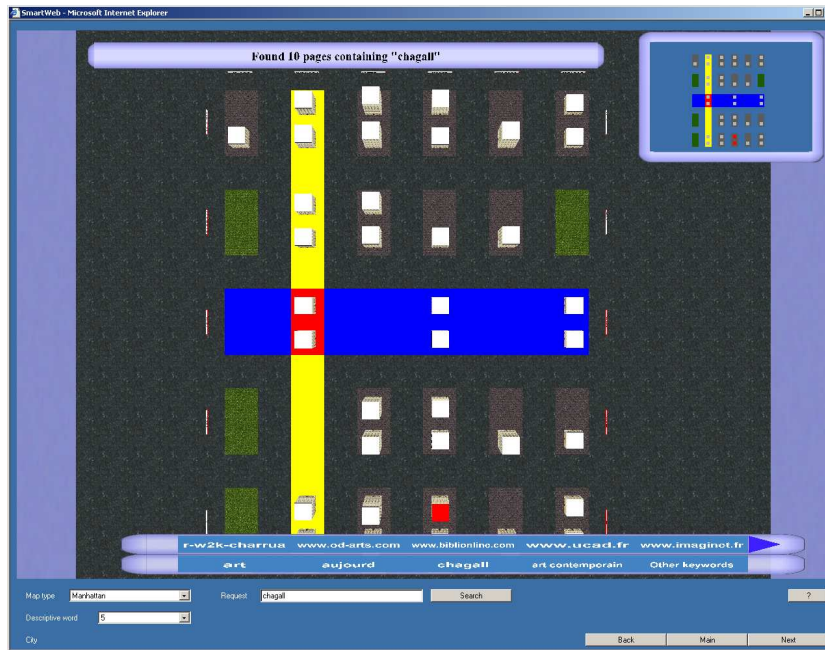 SmartWeb - Microsoft Internet Explorer
Found 10 pages containing "chagall"
r-w2k-charrua www.od-arts.com www.biblionline.com www.ucad.fr www.imaginet.fr
art aujourd chagall art contemporain Other keywords
Map type Manhattan Request chagall Search ?
Descriptive word 5
City Back Main Next